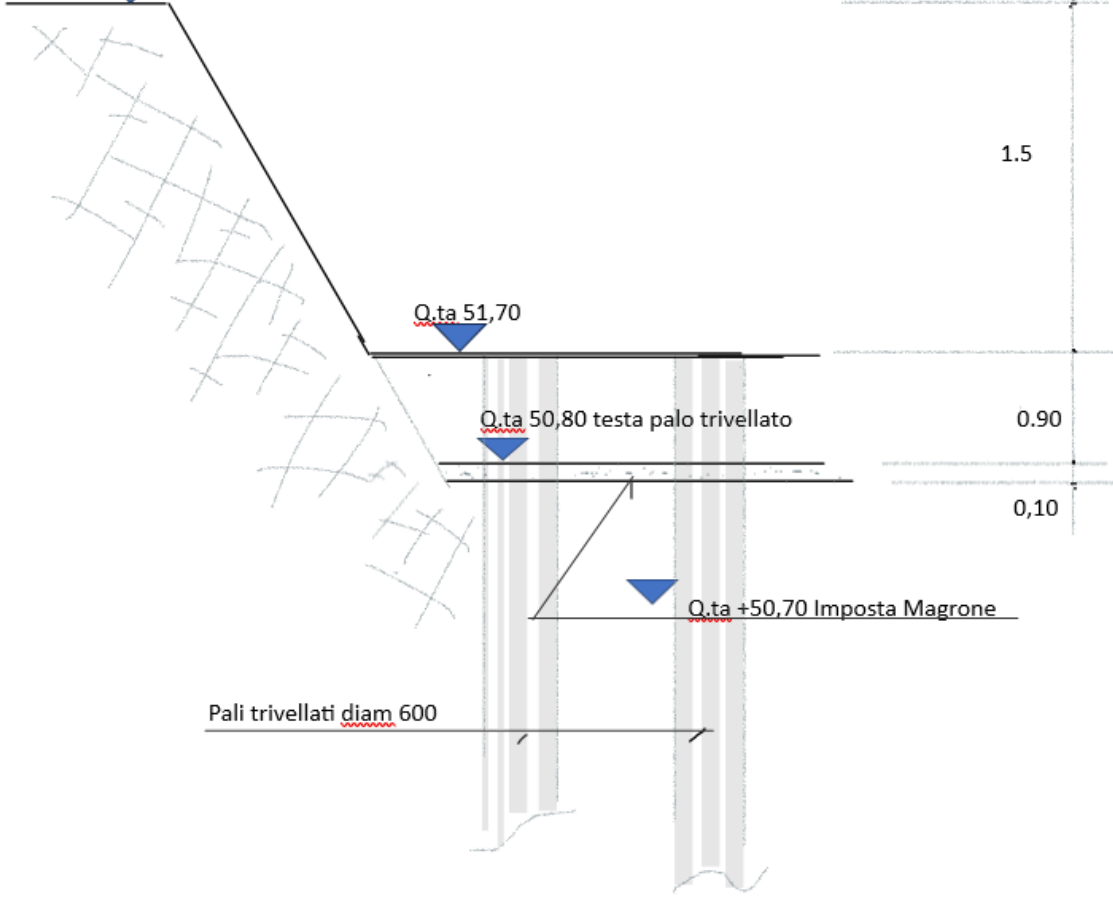 1.5
Q.ta 51,70
Q.ta 50,80 testa palo trivellato
0.90
0,10
Q.ta +50,70 Imposta Magrone
Pali trivellati diam 600